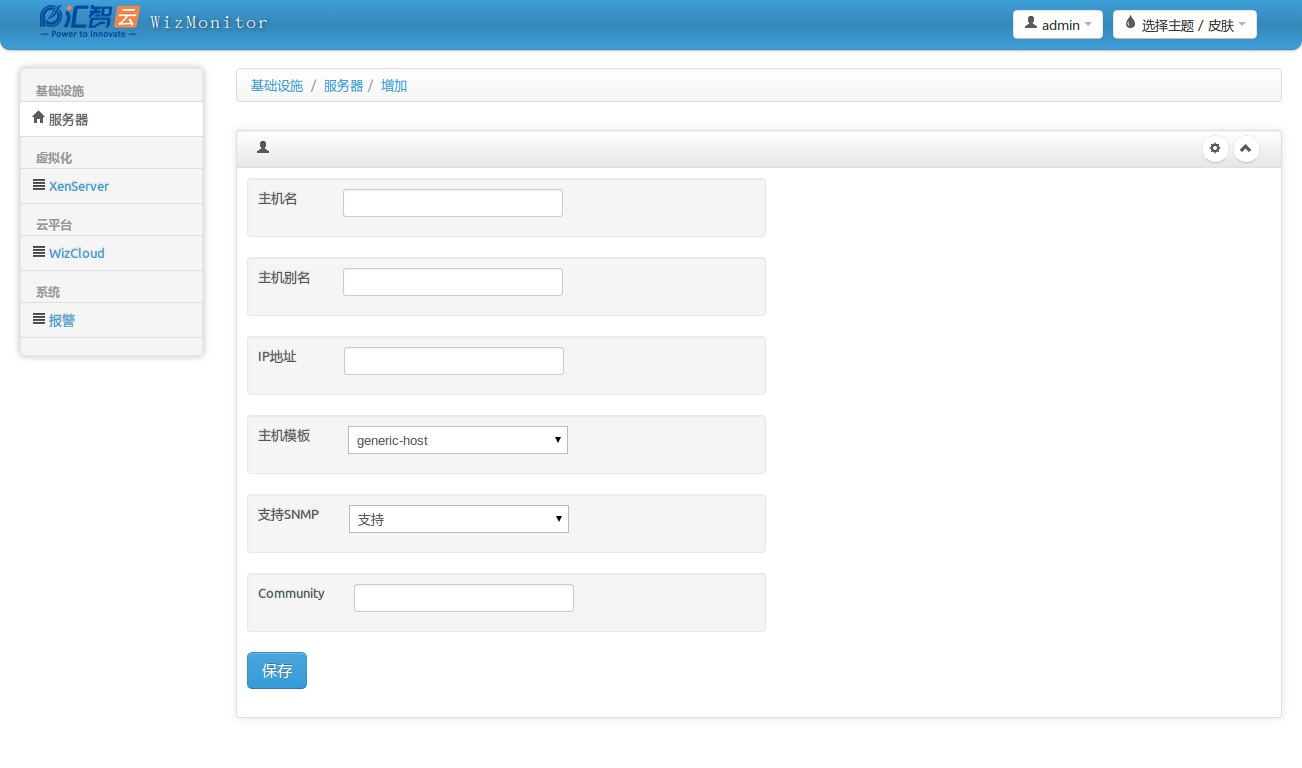 汇智云 WizMonitor
Power to Innovate
admin
选择主题 / 皮肤
基础设施
服务器
虚拟化
XenServer
云平台
WizCloud
系统
报警
基础设施 / 服务器 / 增加
主机名
主机别名
IP地址
主机模板 generic-host
支持SNMP 支持
Community
保存